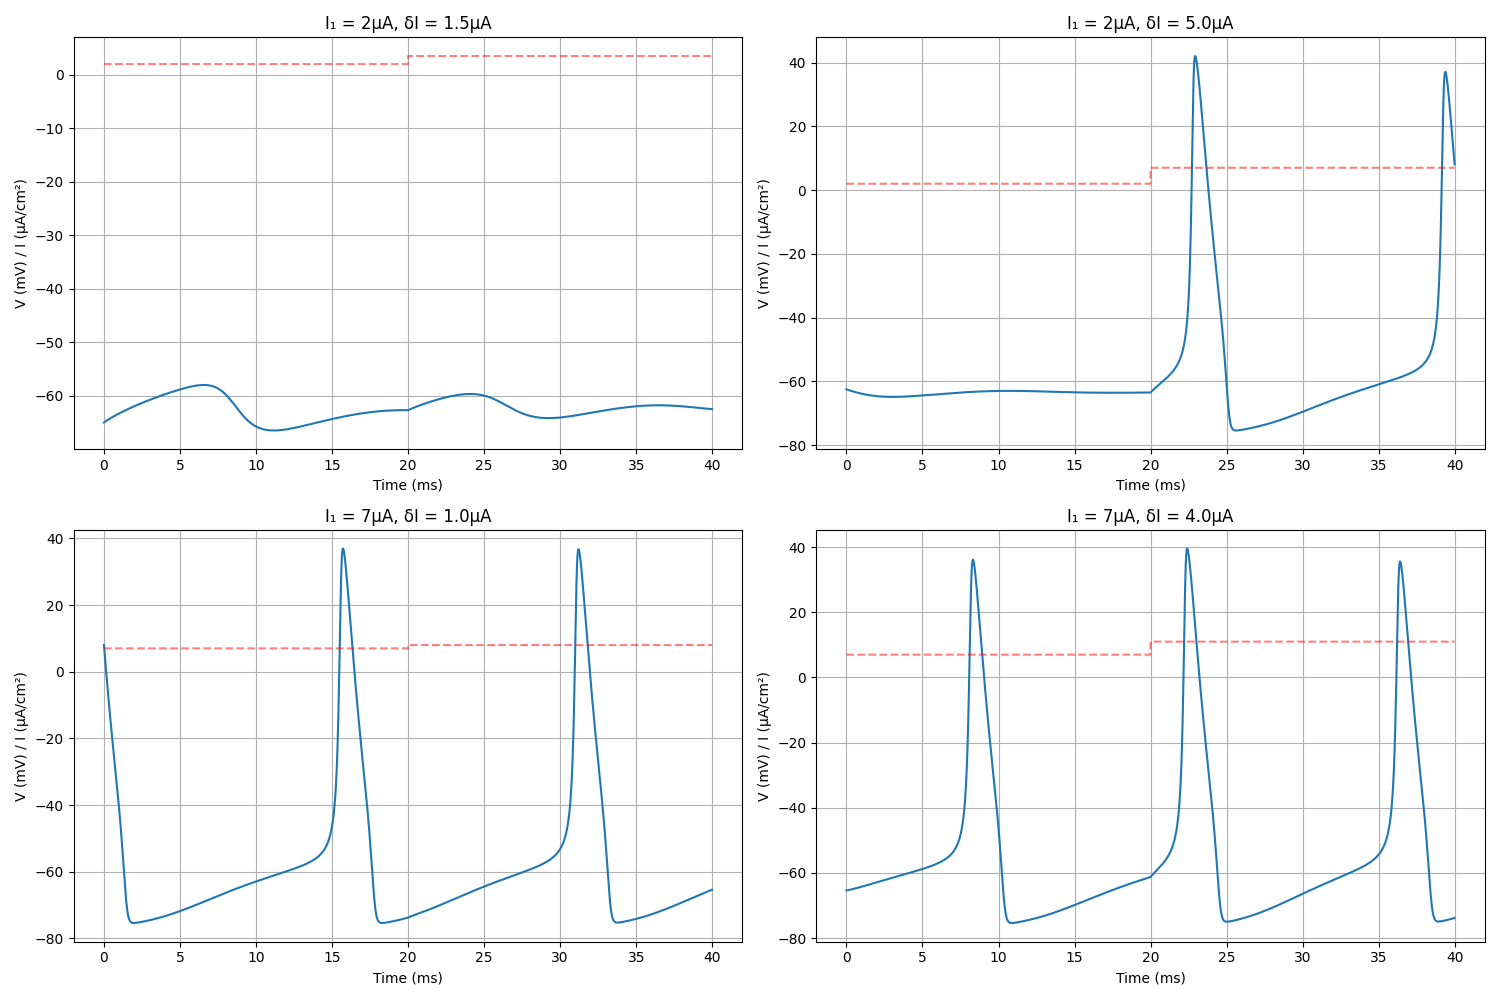 I₁ = 2μA, δI = 1.5μA
V (mV) / I (μA/cm²)
0
−10
−20
−30
−40
−50
−60
0 5 10 15 20 25 30 35 40
Time (ms)
I₁ = 2μA, δI = 5.0μA
V (mV) / I (μA/cm²)
40
20
0
−20
−40
−60
−80
0 5 10 15 20 25 30 35 40
Time (ms)
I₁ = 7μA, δI = 1.0μA
V (mV) / I (μA/cm²)
40
20
0
−20
−40
−60
−80
0 5 10 15 20 25 30 35 40
Time (ms)
I₁ = 7μA, δI = 4.0μA
V (mV) / I (μA/cm²)
40
20
0
−20
−40
−60
−80
0 5 10 15 20 25 30 35 40
Time (ms)